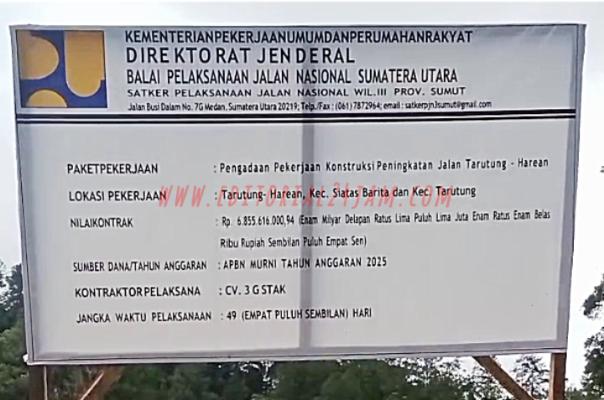 KEMENTERIANPEKERJAANUMUMDANPERUMAHANRAKYAT
DIREKTORAT JENDERAL
BALAI PELAKSANAAN JALAN NASIONAL SUMATERA UTARA
SATKER PELAKSANAAN JALAN NASIONAL WIL.III PROV. SUMUT
Jalan Busi Dalam No. 7G Medan, Sumatera Utara 20219; Telp./Fax : (061) 7872964; email : satkerpjn3sumut@gmail.com
PAKETPEKERJAAN : Pengadaan Pekerjaan Konstruksi Peningkatan Jalan Tarutung - Harean
LOKASI PEKERJAAN : Tarutung- Harean, Kec. Siatas Barita dan Kec. Tarutung
WWW.EDITORIAL24JAM.COM
NILAIKONTRAK : Rp. 6.855.616.000,94 (Enam Milyar Delapan Ratus Lima Puluh Lima Juta Enam Ratus Enam Belas
Ribu Rupiah Sembilan Puluh Empat Sen)
SUMBER DANA/TAHUN ANGGARAN : APBN MURNI TAHUN ANGGARAN 2025
KONTRAKTORPELAKSANA : CV. 3 G STAK
JANGKA WAKTU PELAKSANAAN : 49 (EMPAT PULUH SEMBILAN) HARI